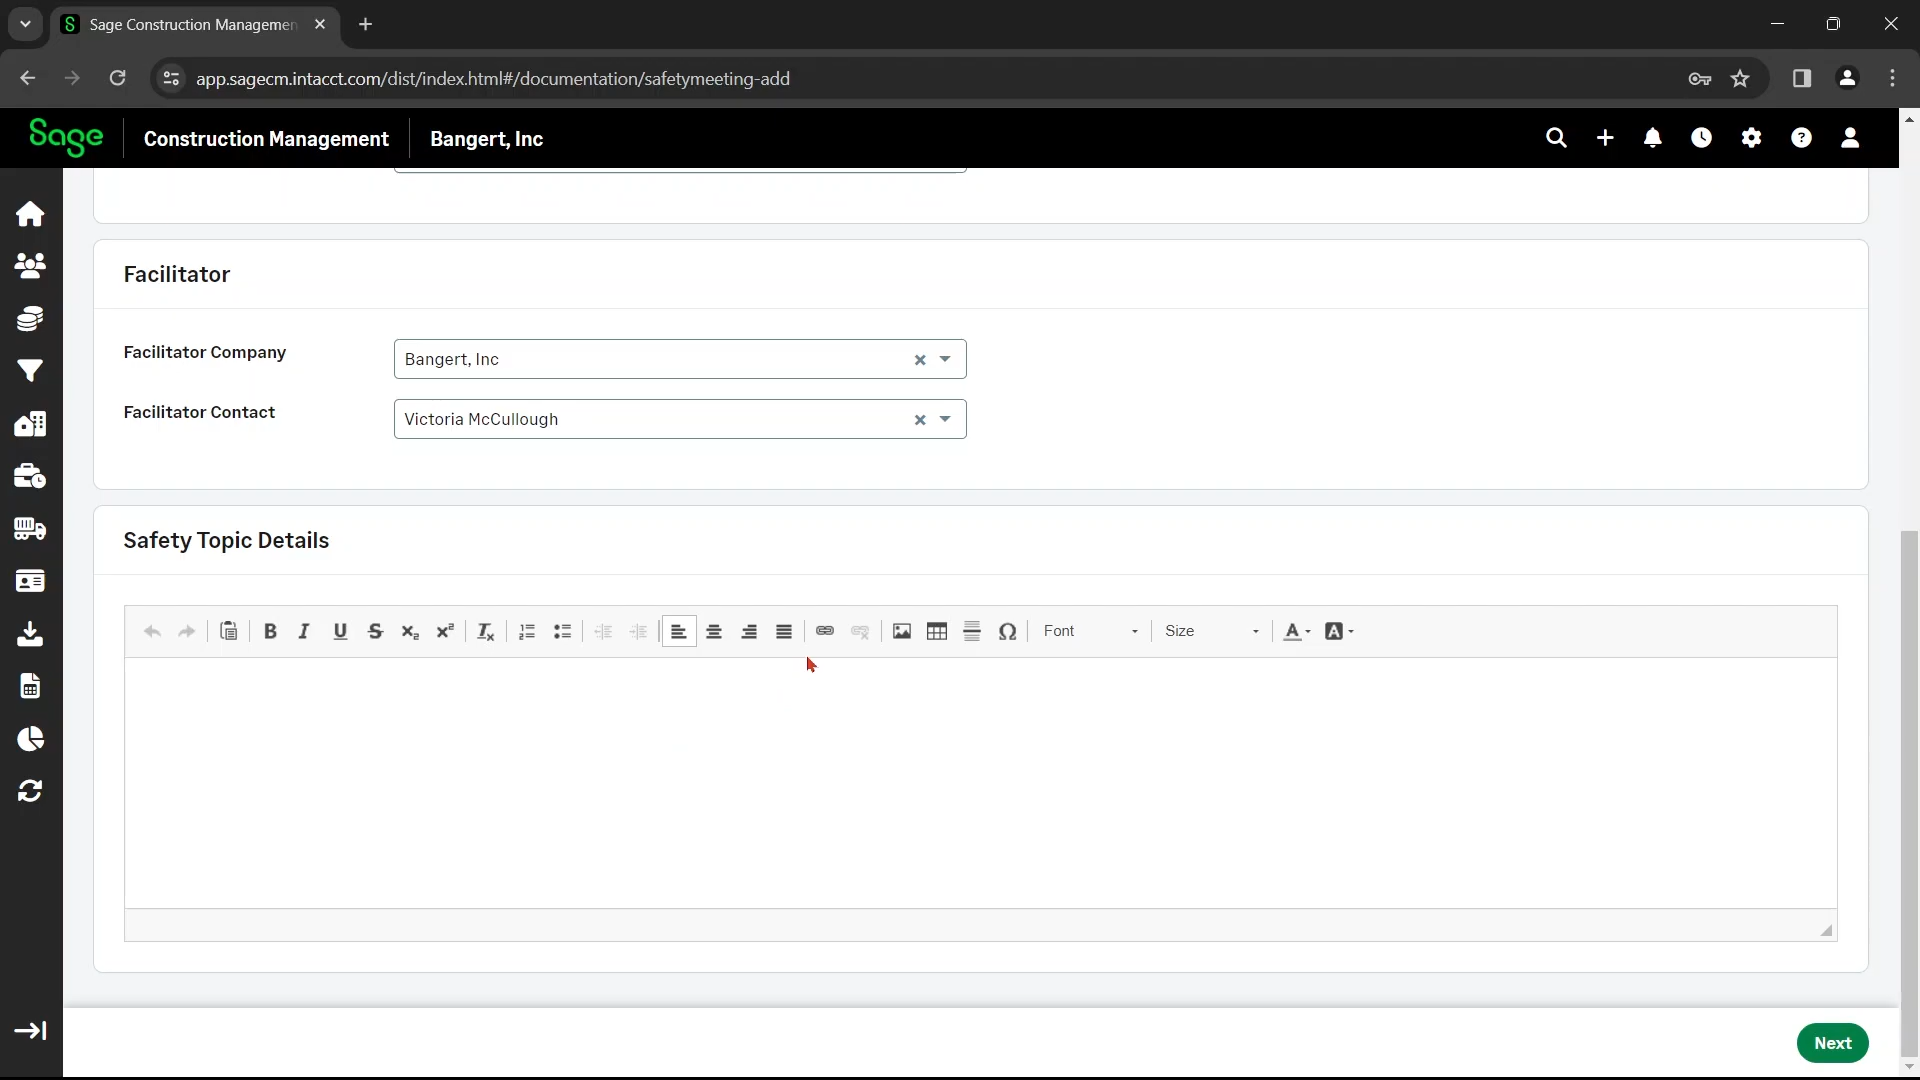 Sage Construction Managemen
app.sagecm.intacct.com/dist/index.html#/documentation/safetymeeting-add
Sage Construction Management Bangert, Inc
Facilitator
Facilitator Company Bangert, Inc
Facilitator Contact Victoria McCullough
Safety Topic Details
Font Size
Next